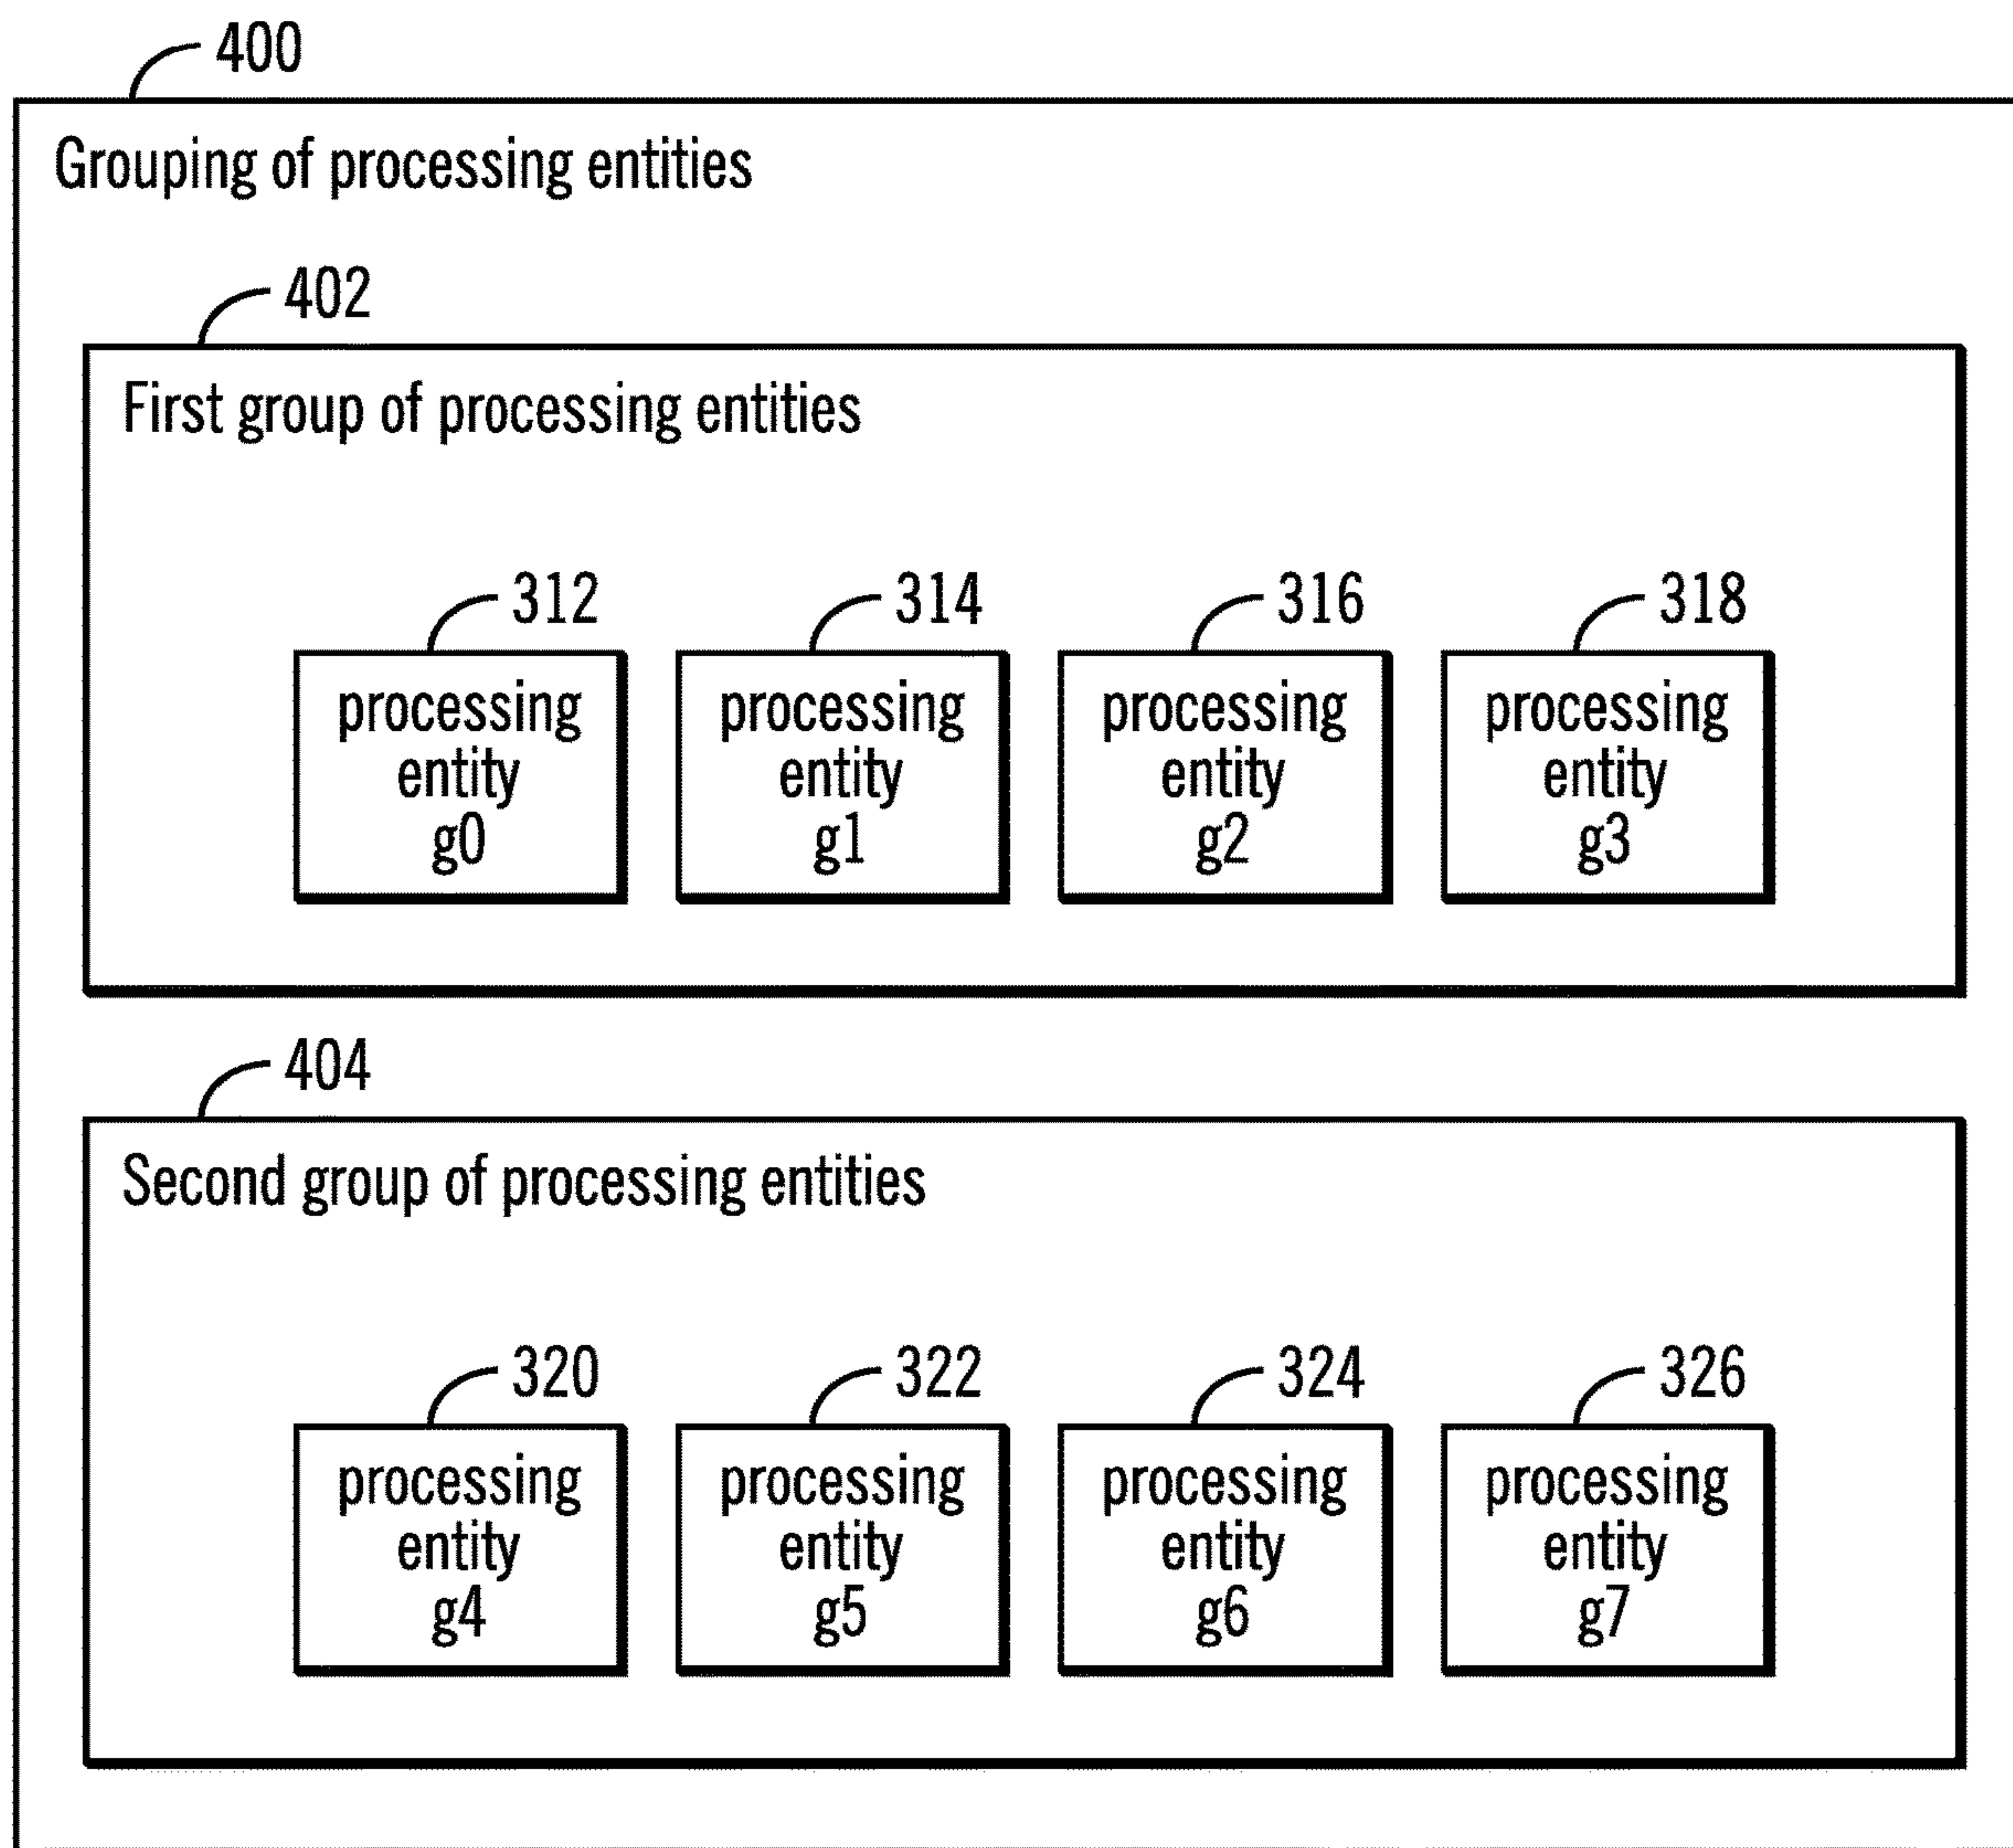 400
Grouping of processing entities
402
First group of processing entities
312
314
316
318
processing
entity
g0
processing
entity
g1
processing
entity
g2
processing
entity
g3
404
Second group of processing entities
320
322
324
326
processing
entity
g4
processing
entity
g5
processing
entity
g6
processing
entity
g7